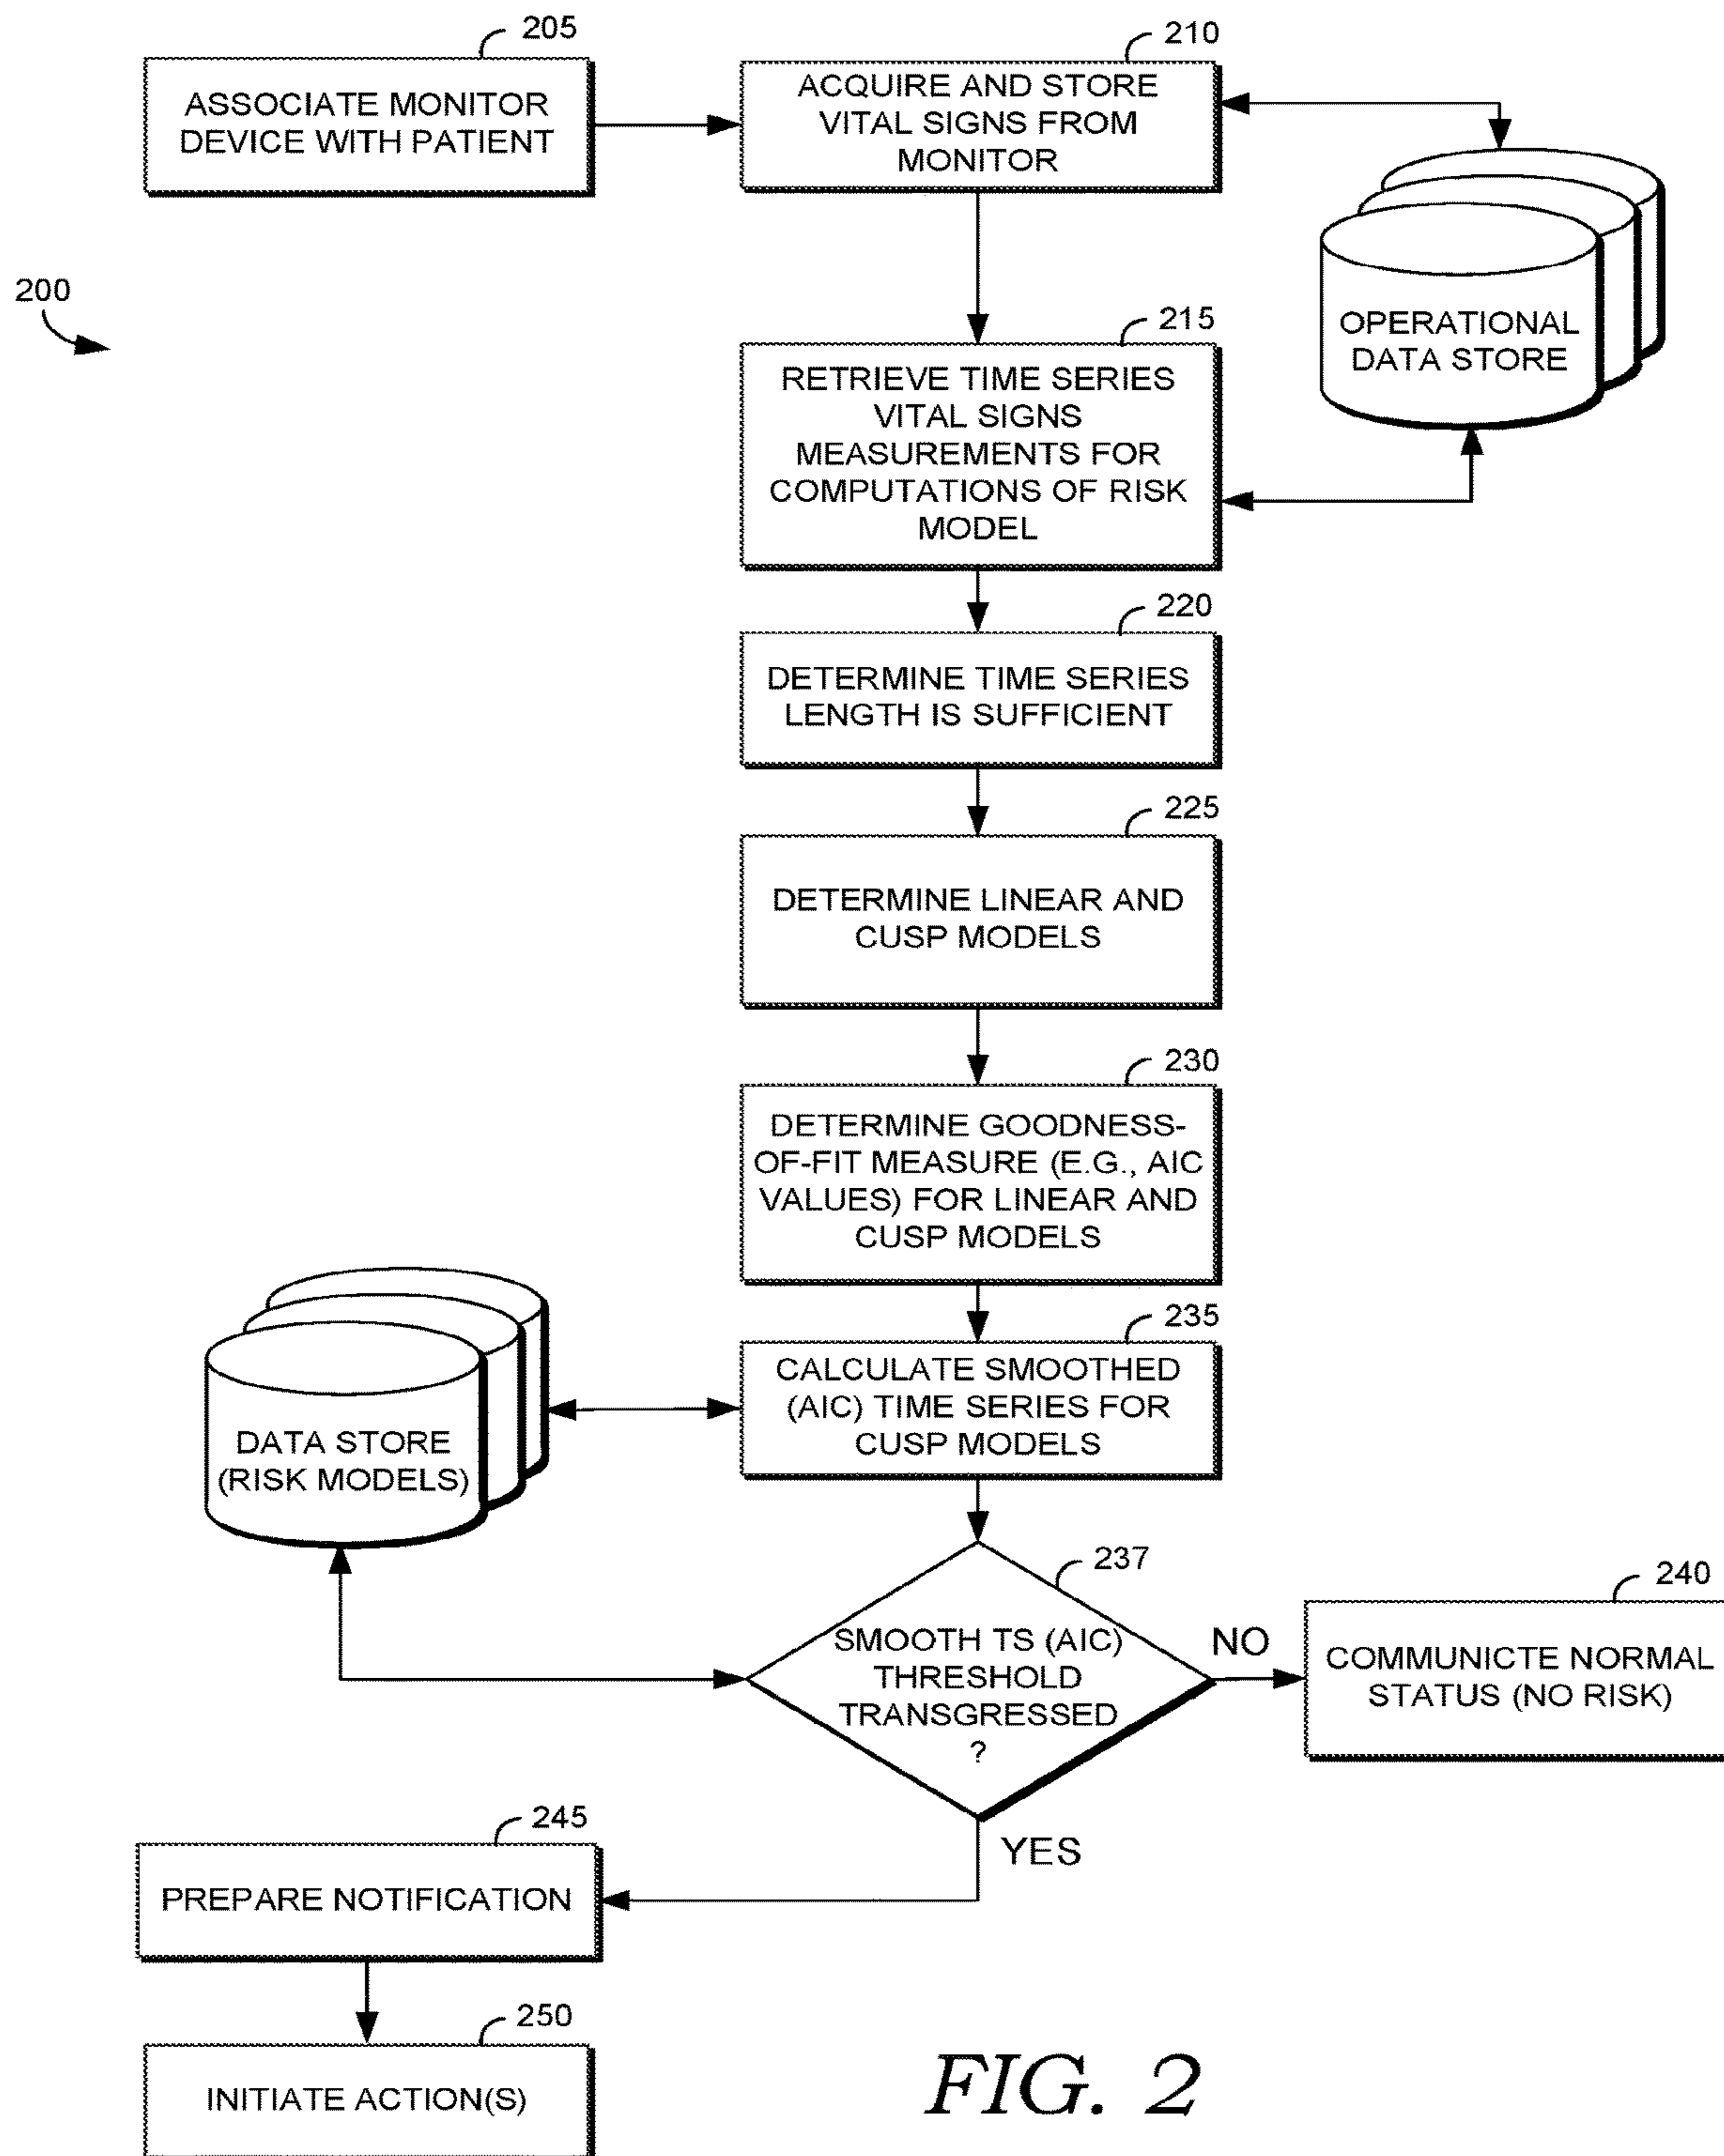 205
ASSOCIATE MONITOR
DEVICE WITH PATIENT
210
ACQUIRE AND STORE
VITAL SIGNS FROM
MONITOR
200
OPERATIONAL
DATA STORE
215
RETRIEVE TIME SERIES
VITAL SIGNS
MEASUREMENTS FOR
COMPUTATIONS OF RISK
MODEL
220
DETERMINE TIME SERIES
LENGTH IS SUFFICIENT
225
DETERMINE LINEAR AND
CUSP MODELS
230
DETERMINE GOODNESS-
OF-FIT MEASURE (E.G., AIC
VALUES) FOR LINEAR AND
CUSP MODELS
235
CALCULATE SMOOTHED
(AIC) TIME SERIES FOR
CUSP MODELS
DATA STORE
(RISK MODELS)
237
SMOOTH TS (AIC)
THRESHOLD
TRANSGRESSED
?
NO
240
COMMUNICTE NORMAL
STATUS (NO RISK)
YES
245
PREPARE NOTIFICATION
250
INITIATE ACTION(S)
FIG. 2